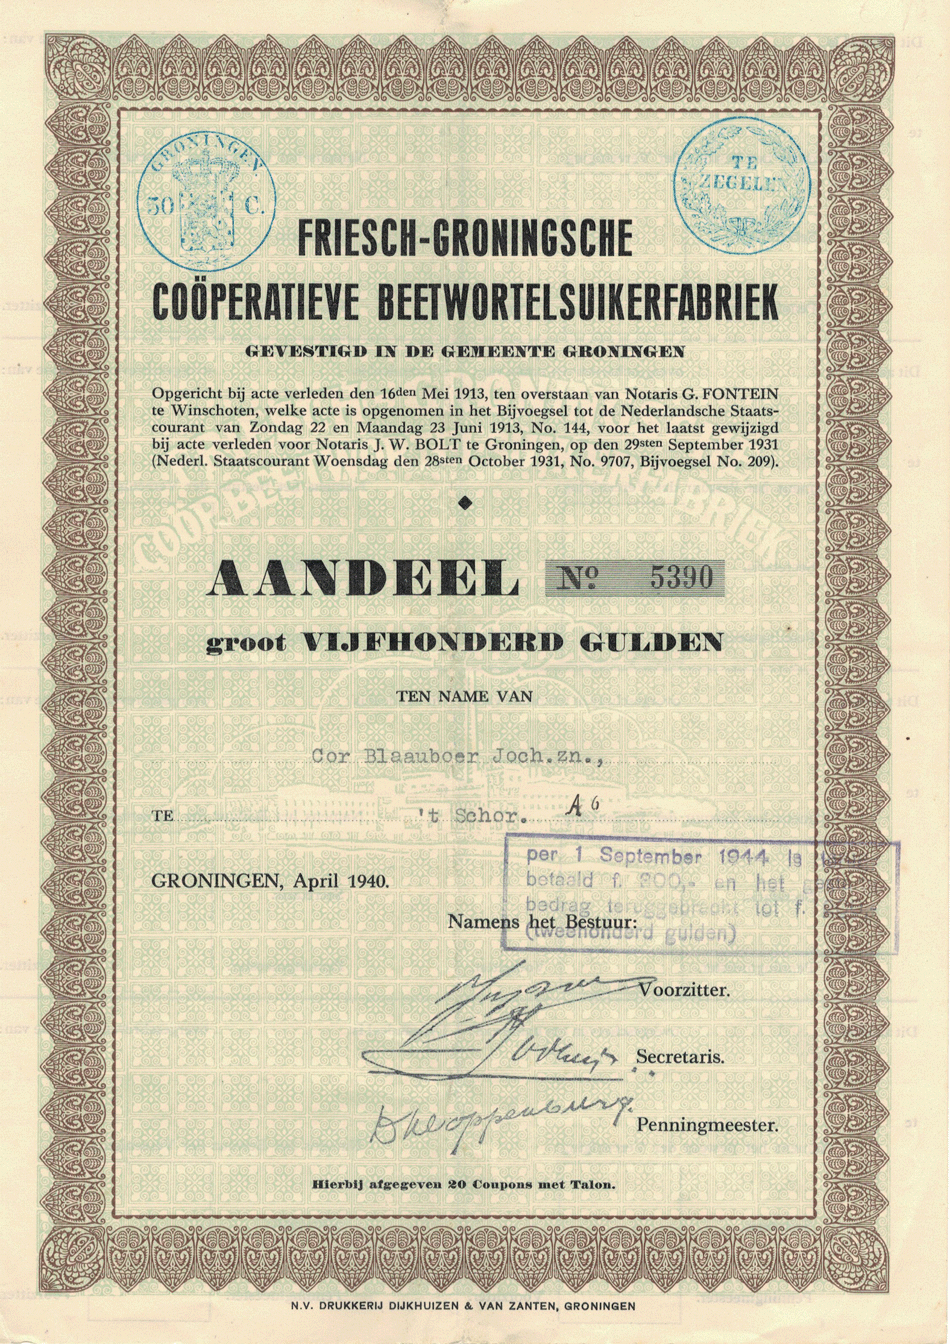 GRONINGEN
50 C.
TE
ZEGELEN
FRIESCH-GRONINGSCHE
COÖPERATIEVE BEETWORTELSUIKERFABRIEK
GEVESTIGD IN DE GEMEENTE GRONINGEN
Opgericht bij acte verleden den 16den Mei 1913, ten overstaan van Notaris G. FONTEIN
te Winschoten, welke acte is opgenomen in het Bijvoegsel tot de Nederlandsche Staats-
courant van Zondag 22 en Maandag 23 Juni 1913, No. 144, voor het laatst gewijzigd
bij acte verleden voor Notaris J. W. BOLT te Groningen, op den 29sten September 1931
(Nederl. Staatscourant Woensdag den 28sten October 1931, No. 9707, Bijvoegsel No. 209).
AANDEEL No. 5390
groot VIJFHONDERD GULDEN
TEN NAME VAN
Cor Blaauboer Joch.zn.,
TE 't Schor. A6
per 1 September 1944 is
betaald f. 300,- en het
bedrag teruggebracht tot f.
(tweehonderd gulden)
GRONINGEN, April 1940.
Namens het Bestuur:
Voorzitter.
Secretaris.
Penningmeester.
Hierbij afgegeven 20 Coupons met Talon.
N.V. DRUKKERIJ DIJKHUIZEN & VAN ZANTEN, GRONINGEN